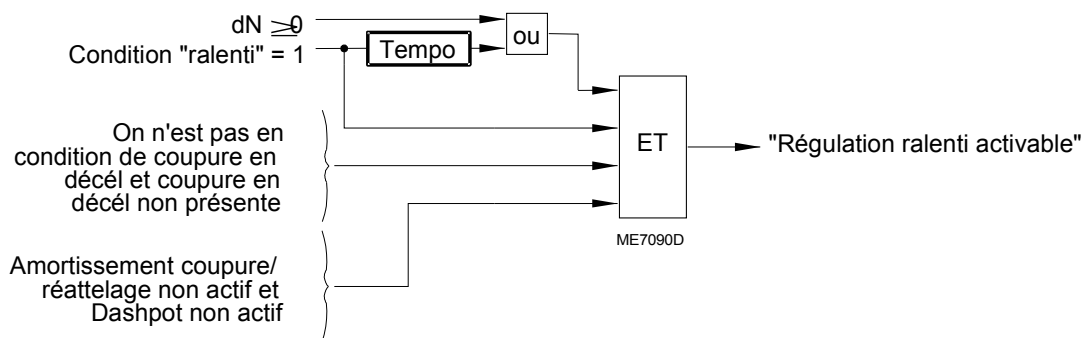 dN ≥0
Condition "ralenti" = 1
Tempo
ou
On n'est pas en
condition de coupure en
décél et coupure en
décél non présente
ET
"Régulation ralenti activable"
ME7090D
Amortissement coupure/
réattelage non actif et
Dashpot non actif